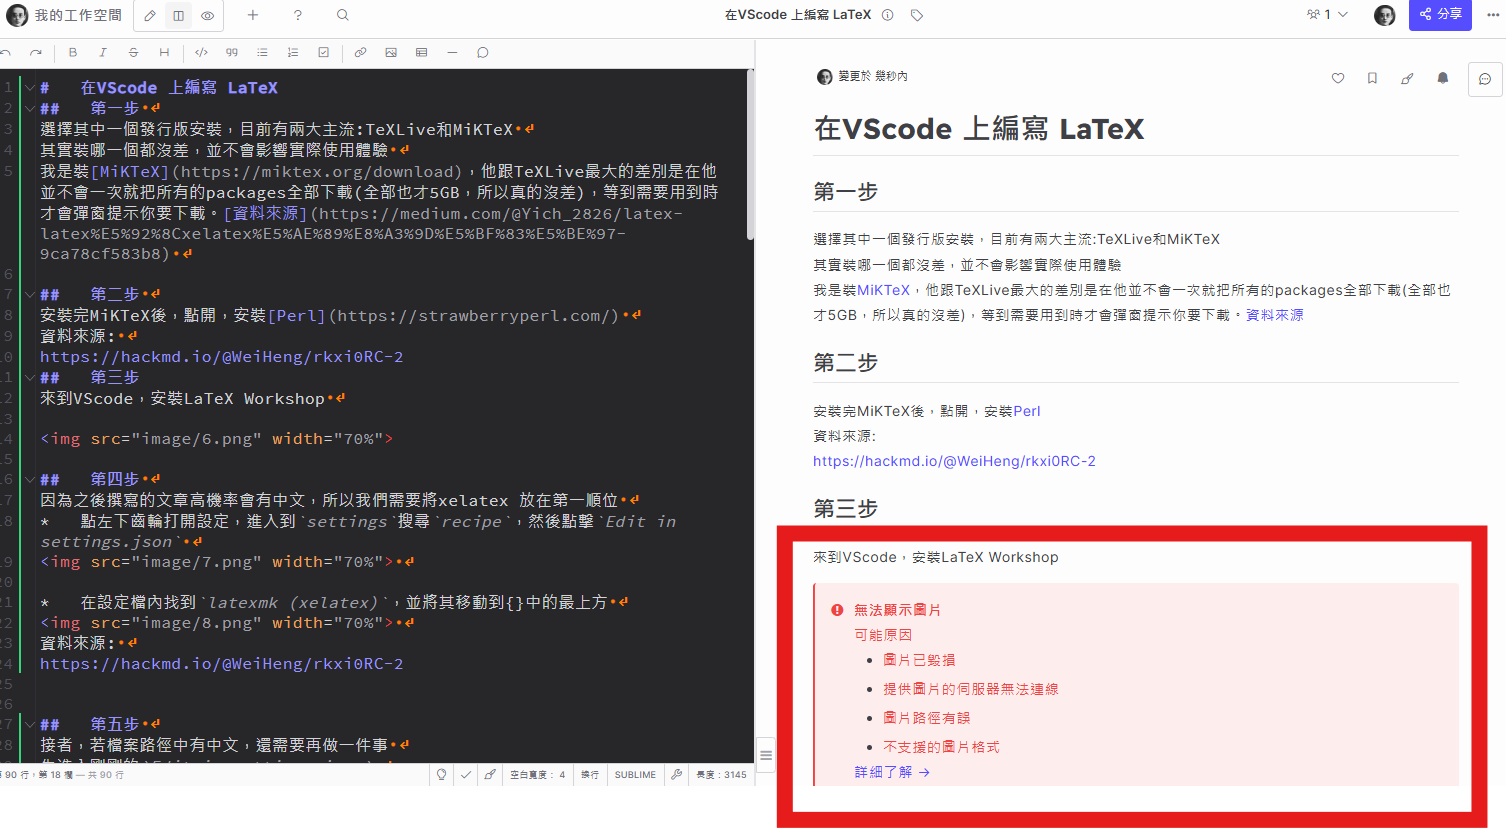 我的工作空間
在VScode 上編寫 LaTeX
1
分享
1 #   在VScode 上編寫 LaTeX
2 ##   第一步
3 選擇其中一個發行版安裝，目前有兩大主流:TeXLive和MiKTeX
4 其實裝哪一個都沒差，並不會影響實際使用體驗
5 我是裝[MiKTeX](https://miktex.org/download)，他跟TeXLive最大的差別是在他
並不會一次就把所有的packages全部下載(全部也才5GB，所以真的沒差)，等到需要用到時
才會彈窗提示你要下載。[資料來源](https://medium.com/@Yich_2826/latex-
latex%E5%92%8Cxelatex%E5%AE%89%E8%A3%9D%E5%BF%83%E5%BE%97-
9ca78cf583b8)
6
7 ##   第二步
8 安裝完MiKTeX後，點開，安裝[Perl](https://strawberryperl.com/)
9 資料來源:
10 https://hackmd.io/@WeiHeng/rkxi0RC-2
11 ##   第三步
12 來到VScode，安裝LaTeX Workshop
13
14 <img src="image/6.png" width="70%">
15
16 ##   第四步
17 因為之後撰寫的文章高機率會有中文，所以我們需要將xelatex 放在第一順位
18 *   點左下齒輪打開設定，進入到`settings`搜尋`recipe`，然後點擊`Edit in
settings.json`
19 <img src="image/7.png" width="70%">
20
21 *   在設定檔內找到`latexmk (xelatex)`，並將其移動到{}中的最上方
22 <img src="image/8.png" width="70%">
23 資料來源:
24 https://hackmd.io/@WeiHeng/rkxi0RC-2
25
26
27 ##   第五步
28 接者，若檔案路徑中有中文，還需要再做一件事
90 行，第 18 欄 — 共 90 行
空白寬度： 4
換行
SUBLIME
長度：3145
變更於 幾秒內
在VScode 上編寫 LaTeX
第一步
選擇其中一個發行版安裝，目前有兩大主流:TeXLive和MiKTeX
其實裝哪一個都沒差，並不會影響實際使用體驗
我是裝MiKTeX，他跟TeXLive最大的差別是在他並不會一次就把所有的packages全部下載(全部也
才5GB，所以真的沒差)，等到需要用到時才會彈窗提示你要下載。資料來源
第二步
安裝完MiKTeX後，點開，安裝Perl
資料來源:
https://hackmd.io/@WeiHeng/rkxi0RC-2
第三步
來到VScode，安裝LaTeX Workshop
無法顯示圖片
可能原因
圖片已毀損
提供圖片的伺服器無法連線
圖片路徑有誤
不支援的圖片格式
詳細了解 →